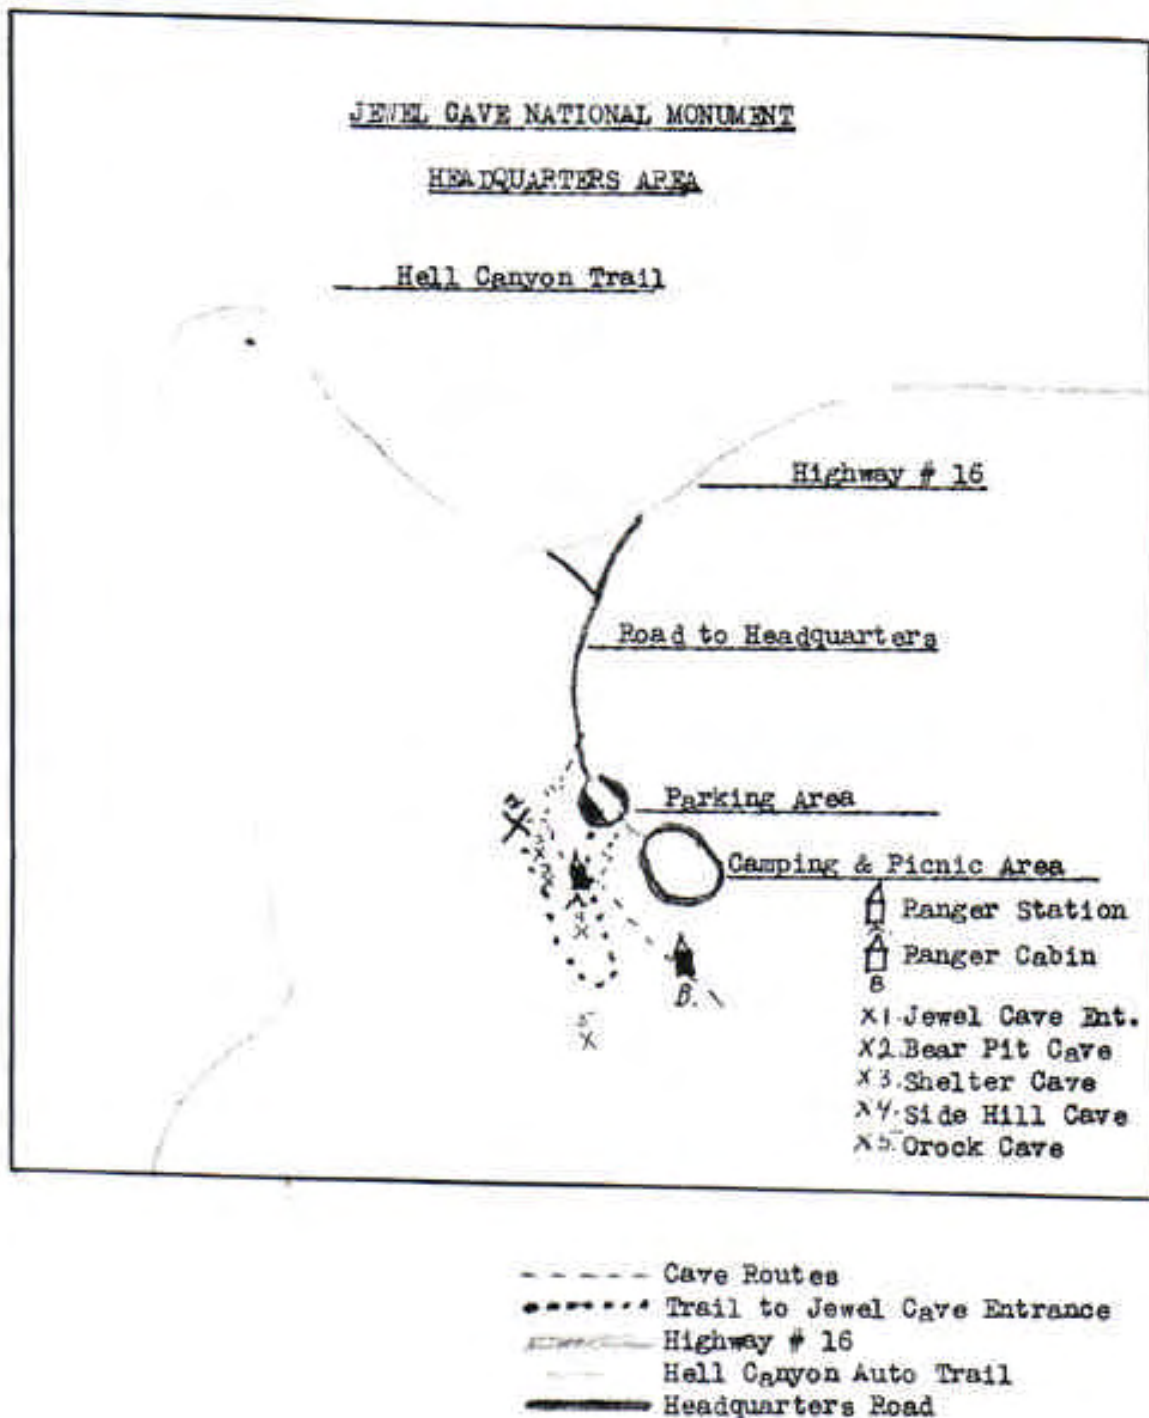 JEWEL CAVE NATIONAL MONUMENT
HEADQUARTERS AREA
Hell Canyon Trail
Highway # 16
Road to Headquarters
Parking Area
Camping & Picnic Area
Ranger Station
Ranger Cabin
B
B.
5
X
X1. Jewel Cave Ent.
X2. Bear Pit Cave
X3. Shelter Cave
X4. Side Hill Cave
X5. Orock Cave
Cave Routes
Trail to Jewel Cave Entrance
Highway # 16
Hell Canyon Auto Trail
Headquarters Road